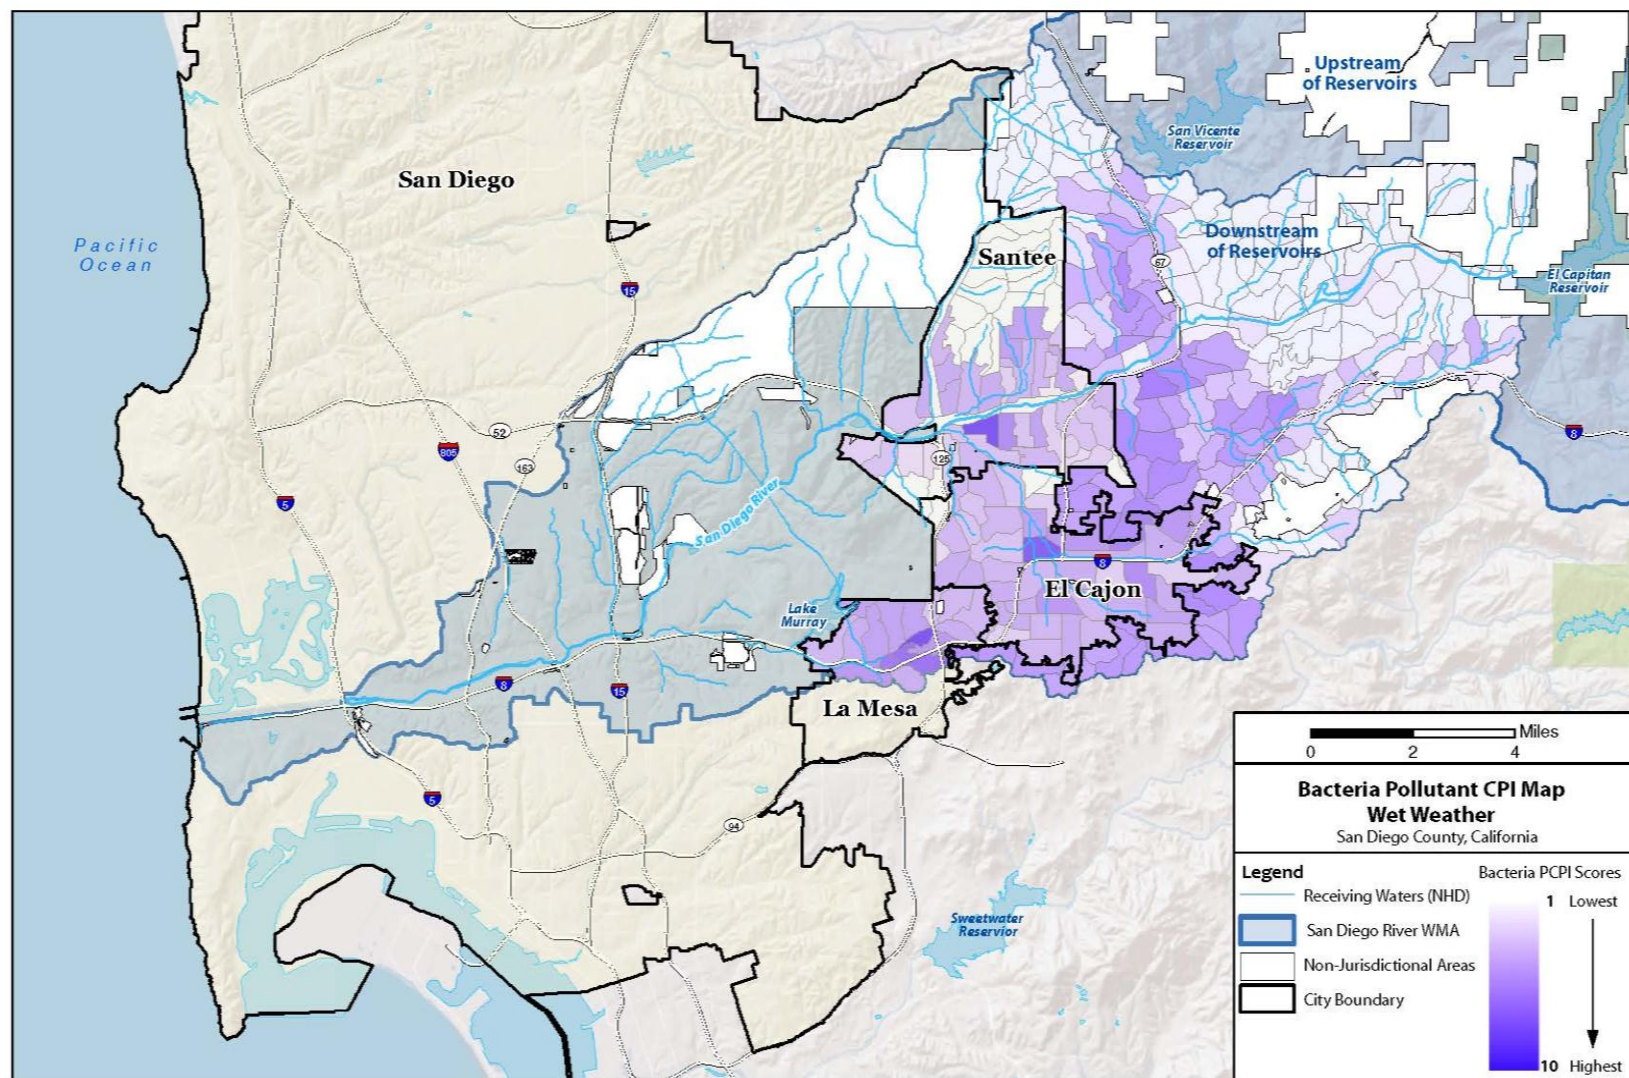 Upstream
of Reservoirs
San Vicente
Reservoir
San Diego
Pacific
Ocean
Santee
Downstream
of Reservoirs
67
El Capitan
Reservoir
15
52
805
163
125
8
5
San Diego River
8
El Cajon
Lake
Murray
8
15
La Mesa
5
94
Sweetwater
Reservior
0
2
4
Miles
Bacteria Pollutant CPI Map
Wet Weather
San Diego County, California
Legend
Receiving Waters (NHD)
San Diego River WMA
Non-Jurisdictional Areas
City Boundary
Bacteria PCPI Scores
1 Lowest
10 Highest